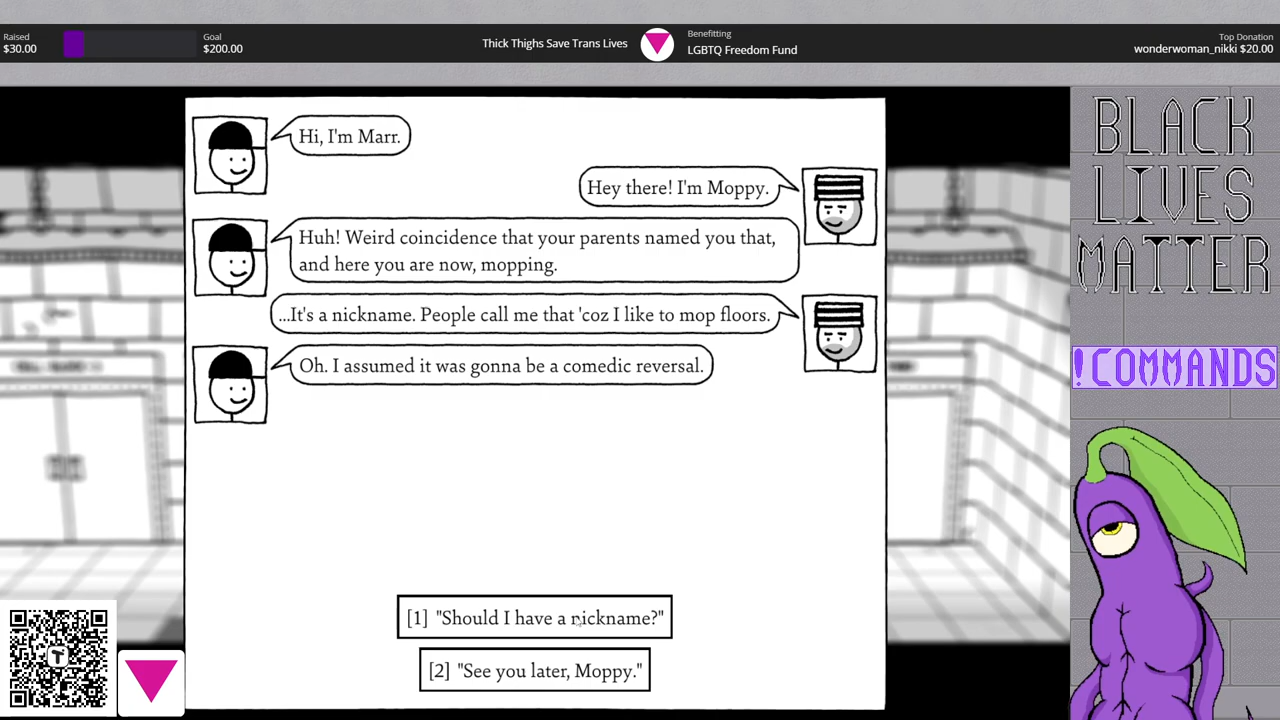 Raised
$30.00
Goal
$200.00
Thick Thighs Save Trans Lives
Benefitting
LGBTQ Freedom Fund
Top Donation
wonderwoman_nikki $20.00
Hi, I'm Marr.
Hey there! I'm Moppy.
Huh! Weird coincidence that your parents named you that,
and here you are now, mopping.
...It's a nickname. People call me that 'coz I like to mop floors.
Oh. I assumed it was gonna be a comedic reversal.
[1] "Should I have a nickname?"
[2] "See you later, Moppy."
BLACK
LIVES
MATTER
!COMMANDS
T